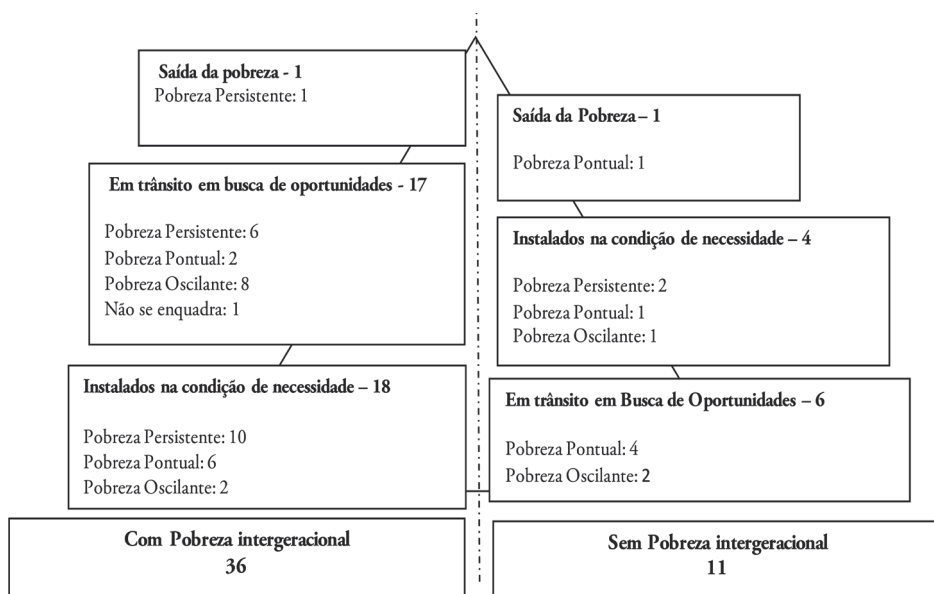 Saída da pobreza - 1
Pobreza Persistente: 1
Em trânsito em busca de oportunidades - 17
Pobreza Persistente: 6
Pobreza Pontual: 2
Pobreza Oscilante: 8
Não se enquadra: 1
Instalados na condição de necessidade – 18
Pobreza Persistente: 10
Pobreza Pontual: 6
Pobreza Oscilante: 2
Com Pobreza intergeracional
36
Saída da Pobreza – 1
Pobreza Pontual: 1
Instalados na condição de necessidade – 4
Pobreza Persistente: 2
Pobreza Pontual: 1
Pobreza Oscilante: 1
Em trânsito em Busca de Oportunidades – 6
Pobreza Pontual: 4
Pobreza Oscilante: 2
Sem Pobreza intergeracional
11